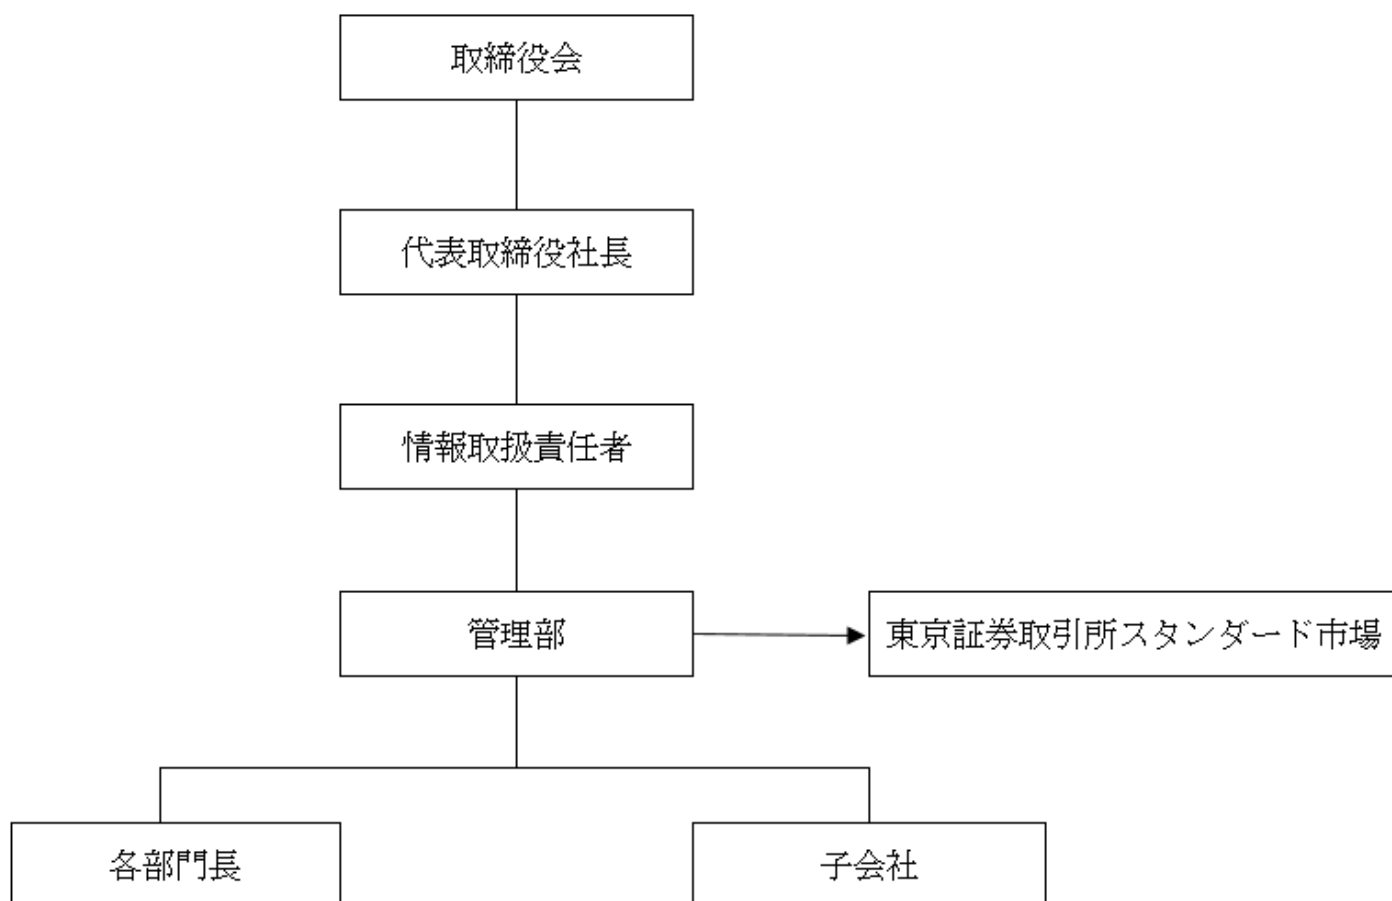 取締役会
代表取締役社長
情報取扱責任者
管理部
東京証券取引所スタンダード市場
各部門長
子会社